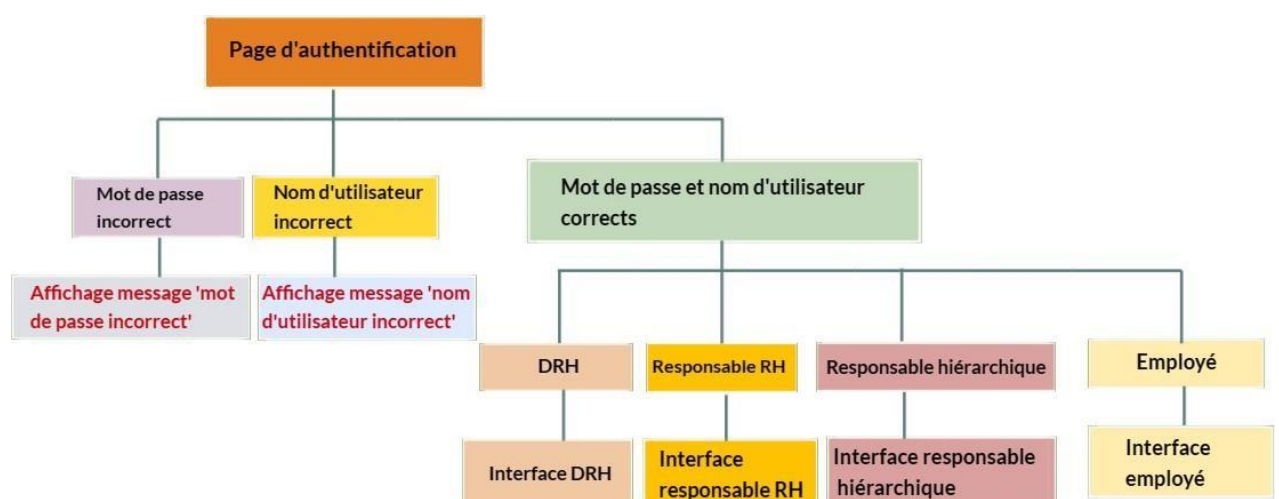 Page d'authentification
Mot de passe
incorrect
Nom d'utilisateur
incorrect
Mot de passe et nom d'utilisateur
corrects
Affichage message 'mot
de passe incorrect'
Affichage message 'nom
d'utilisateur incorrect'
DRH
Responsable RH
Responsable hiérarchique
Employé
Interface DRH
Interface
responsable RH
Interface responsable
hiérarchique
Interface
employé